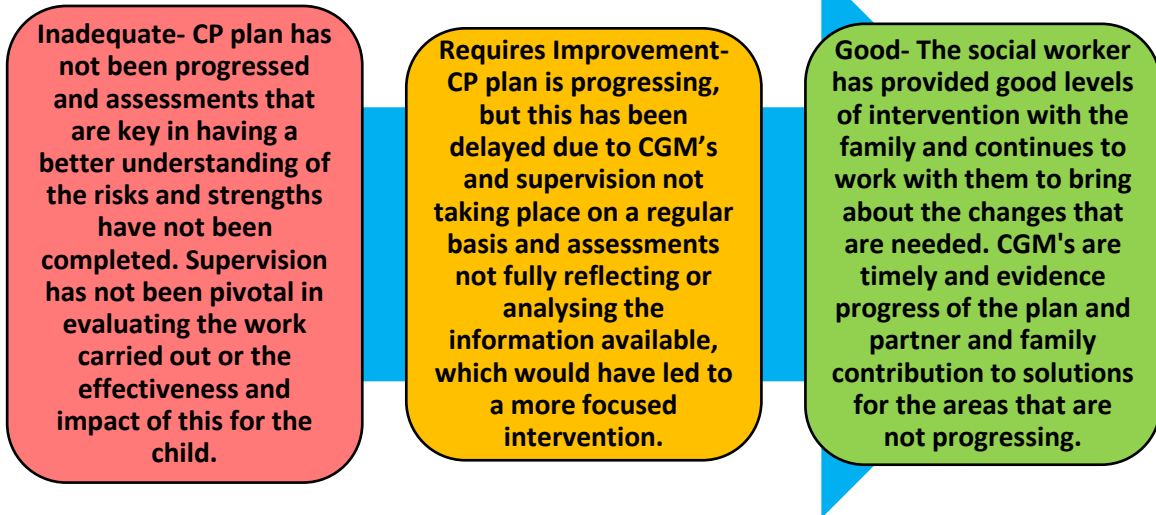 Inadequate- CP plan has
not been progressed
and assessments that
are key in having a
better understanding of
the risks and strengths
have not been
completed. Supervision
has not been pivotal in
evaluating the work
carried out or the
effectiveness and
impact of this for the
child.
Requires Improvement-
CP plan is progressing,
but this has been
delayed due to CGM’s
and supervision not
taking place on a regular
basis and assessments
not fully reflecting or
analysing the
information available,
which would have led to
a more focused
intervention.
Good- The social worker
has provided good levels
of intervention with the
family and continues to
work with them to bring
about the changes that
are needed. CGM's are
timely and evidence
progress of the plan and
partner and family
contribution to solutions
for the areas that are
not progressing.